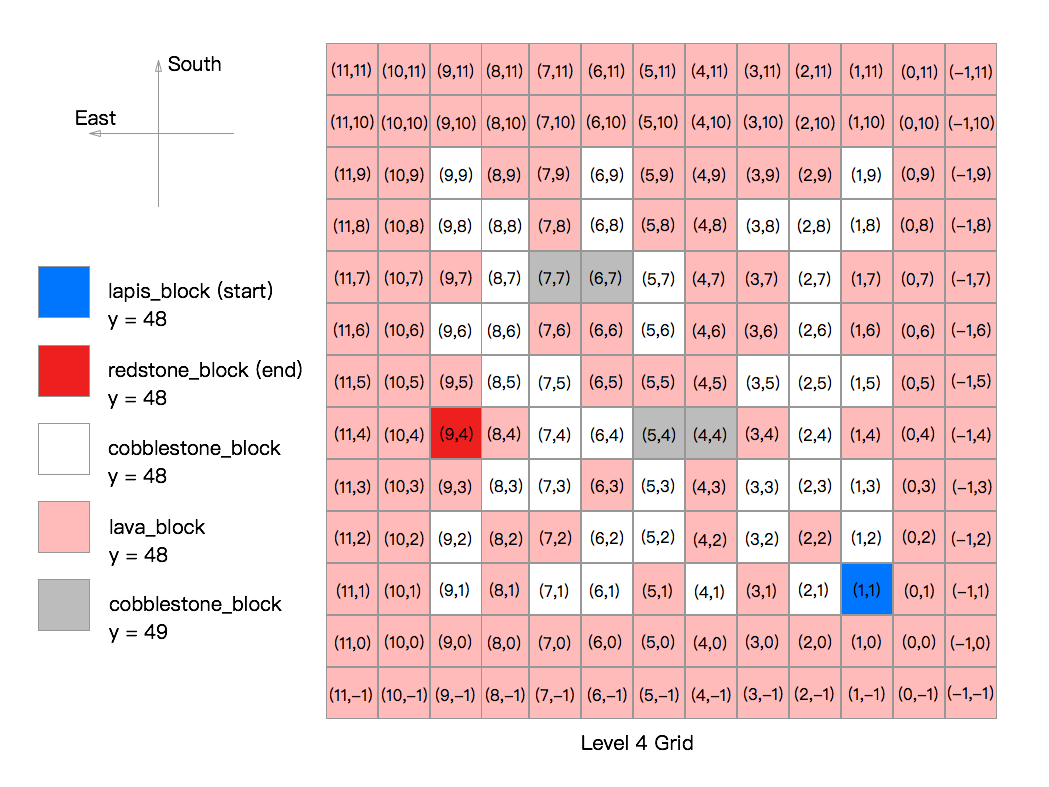 South
East
(11,11) (10,11) (9,11) (8,11) (7,11) (6,11) (5,11) (4,11) (3,11) (2,11) (1,11) (0,11) (–1,11)
(11,10) (10,10) (9,10) (8,10) (7,10) (6,10) (5,10) (4,10) (3,10) (2,10) (1,10) (0,10) (–1,10)
(11,9) (10,9) (9,9) (8,9) (7,9) (6,9) (5,9) (4,9) (3,9) (2,9) (1,9) (0,9) (–1,9)
(11,8) (10,8) (9,8) (8,8) (7,8) (6,8) (5,8) (4,8) (3,8) (2,8) (1,8) (0,8) (–1,8)
(11,7) (10,7) (9,7) (8,7) (7,7) (6,7) (5,7) (4,7) (3,7) (2,7) (1,7) (0,7) (–1,7)
(11,6) (10,6) (9,6) (8,6) (7,6) (6,6) (5,6) (4,6) (3,6) (2,6) (1,6) (0,6) (–1,6)
(11,5) (10,5) (9,5) (8,5) (7,5) (6,5) (5,5) (4,5) (3,5) (2,5) (1,5) (0,5) (–1,5)
(11,4) (10,4) (9,4) (8,4) (7,4) (6,4) (5,4) (4,4) (3,4) (2,4) (1,4) (0,4) (–1,4)
(11,3) (10,3) (9,3) (8,3) (7,3) (6,3) (5,3) (4,3) (3,3) (2,3) (1,3) (0,3) (–1,3)
(11,2) (10,2) (9,2) (8,2) (7,2) (6,2) (5,2) (4,2) (3,2) (2,2) (1,2) (0,2) (–1,2)
(11,1) (10,1) (9,1) (8,1) (7,1) (6,1) (5,1) (4,1) (3,1) (2,1) (1,1) (0,1) (–1,1)
(11,0) (10,0) (9,0) (8,0) (7,0) (6,0) (5,0) (4,0) (3,0) (2,0) (1,0) (0,0) (–1,0)
(11,–1) (10,–1) (9,–1) (8,–1) (7,–1) (6,–1) (5,–1) (4,–1) (3,–1) (2,–1) (1,–1) (0,–1) (–1,–1)
lapis_block (start)
y = 48
redstone_block (end)
y = 48
cobblestone_block
y = 48
lava_block
y = 48
cobblestone_block
y = 49
Level 4 Grid